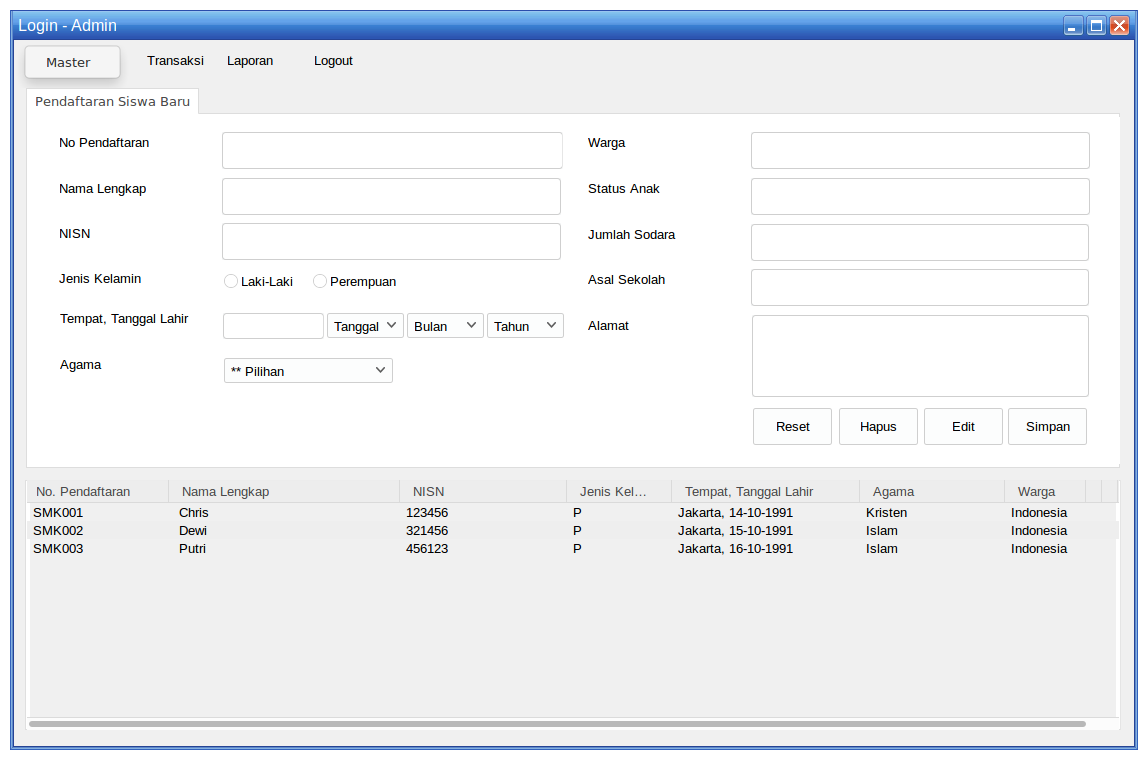 Login - Admin
Master Transaksi Laporan Logout
Pendaftaran Siswa Baru
No Pendaftaran
Nama Lengkap
NISN
Jenis Kelamin Laki-Laki Perempuan
Tempat, Tanggal Lahir Tanggal Bulan Tahun
Agama ** Pilihan
Warga
Status Anak
Jumlah Sodara
Asal Sekolah
Alamat
Reset Hapus Edit Simpan
No. Pendaftaran Nama Lengkap NISN Jenis Kel... Tempat, Tanggal Lahir Agama Warga
SMK001 Chris 123456 P Jakarta, 14-10-1991 Kristen Indonesia
SMK002 Dewi 321456 P Jakarta, 15-10-1991 Islam Indonesia
SMK003 Putri 456123 P Jakarta, 16-10-1991 Islam Indonesia